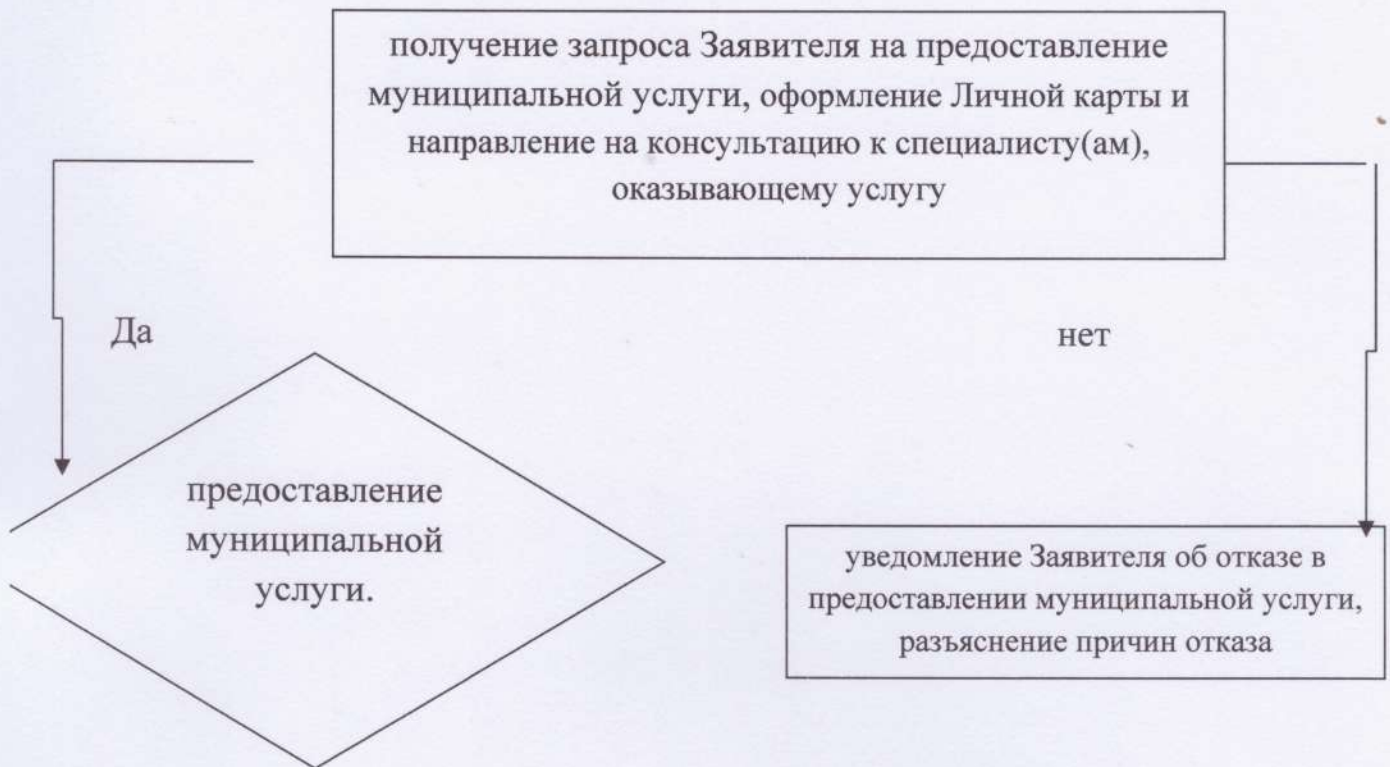 получение запроса Заявителя на предоставление
муниципальной услуги, оформление Личной карты и
направление на консультацию к специалисту(ам),
оказывающему услугу
Да
нет
предоставление
муниципальной
услуги.
уведомление Заявителя об отказе в
предоставлении муниципальной услуги,
разъяснение причин отказа